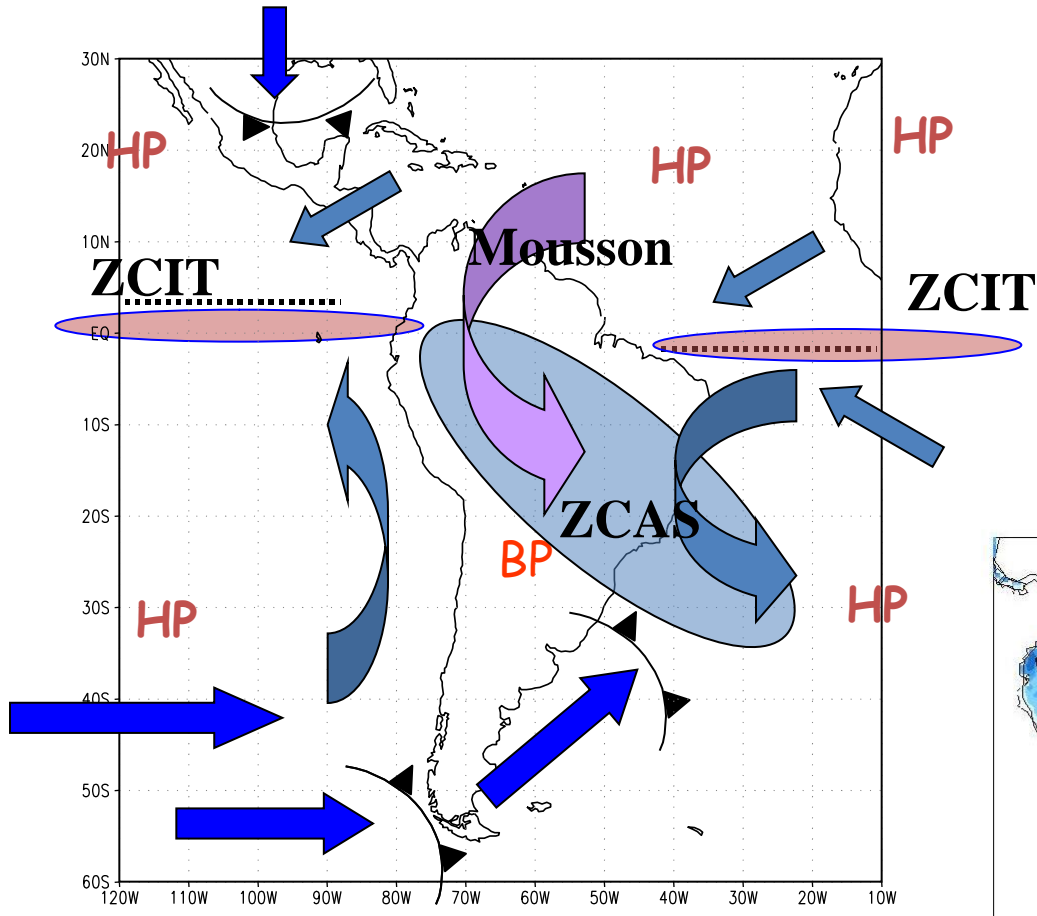 30N
HP
HP
HP
20N
10N
Mousson
ZCIT
ZCIT
EQ
10S
20S
ZCAS
BP
30S
HP
HP
40S
50S
60S
120W 110W 100W 90W 80W 70W 60W 50W 40W 30W 20W 10W